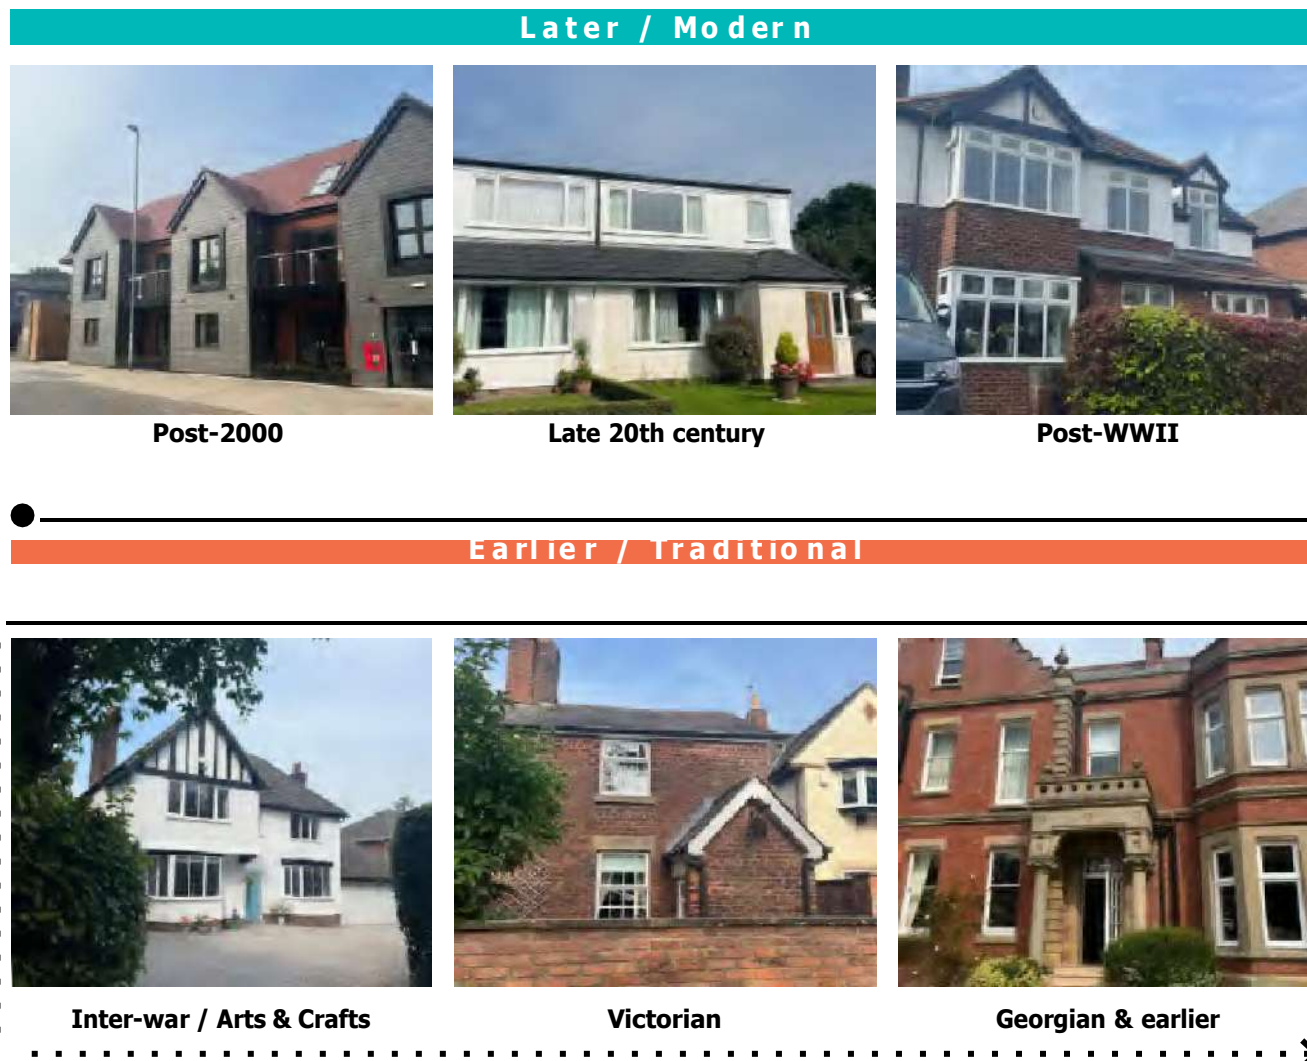 Later / Modern
Post-2000
Late 20th century
Post-WWII
Earlier / Traditional
Inter-war / Arts & Crafts
Victorian
Georgian & earlier